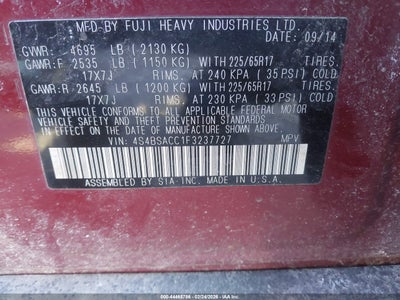 MFD BY FUJI HEAVY INDUSTRIES LTD.
DATE: 09/14
GVWR: 4695 LB (2130 KG)
GAWR:F 2535 LB (1150 KG) WITH 225/65R17 TIRES,
17X7J RIMS, AT 240 KPA (35 PSI) COLD
GAWR:R 2645 LB (1200 KG) WITH 225/65R17 TIRES,
17X7J RIMS, AT 230 KPA (33 PSI) COLD
THIS VEHICLE CONFORMS TO ALL APPLICABLE FEDERAL MOTOR
VEHICLE SAFETY AND THEFT PREVENTION STANDARDS IN
EFFECT ON THE DATE OF MANUFACTURE SHOWN ABOVE.
VIN: 4S4BSACC1F3237727 MPV
ASSEMBLED BY SIA-INC. MADE IN U.S.A.